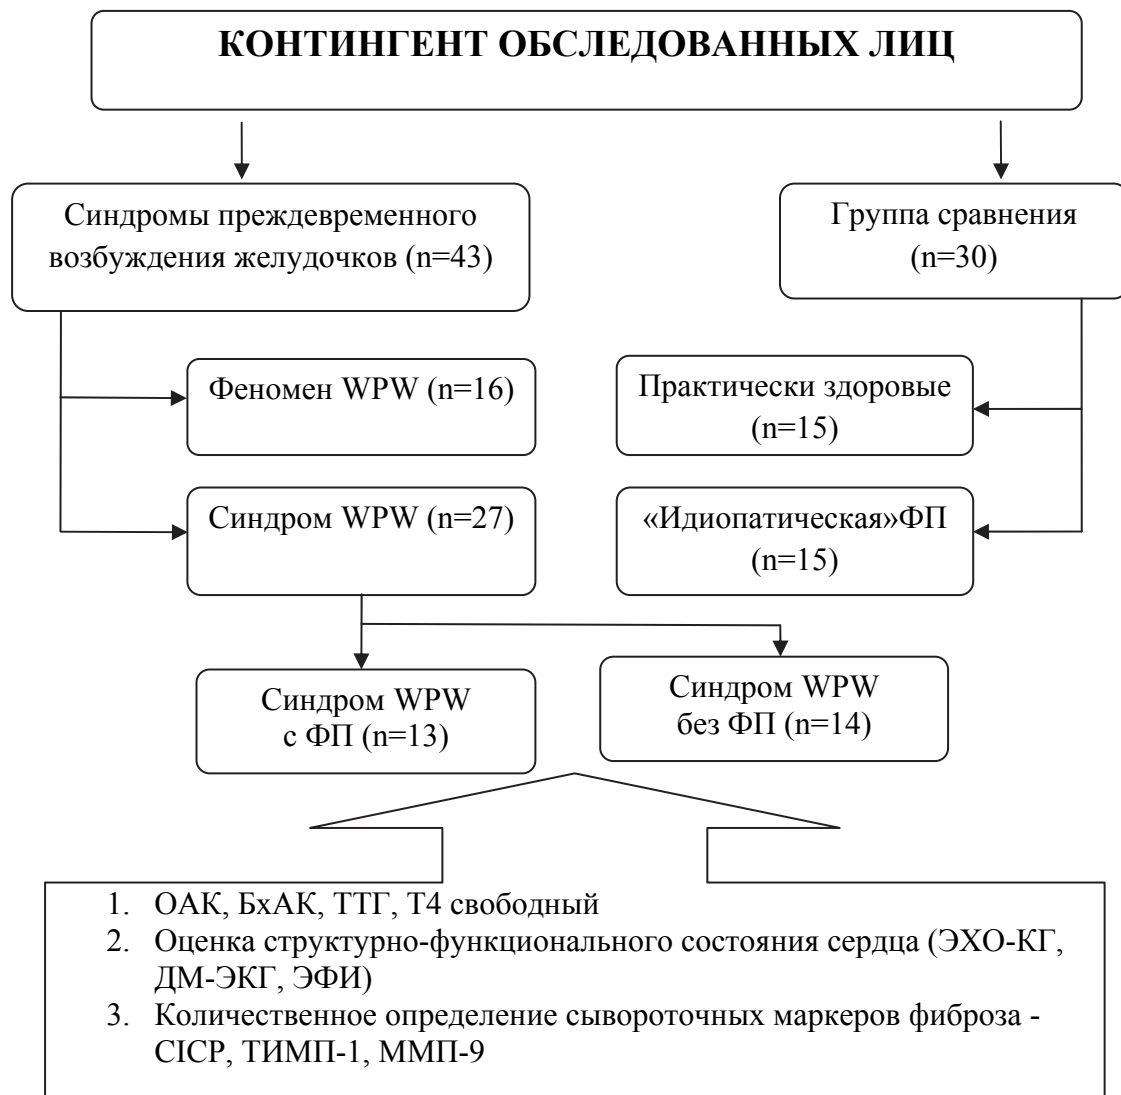 КОНТИНГЕНТ ОБСЛЕДОВАННЫХ ЛИЦ
Синдромы преждевременного
возбуждения желудочков (n=43)
Группа сравнения
(n=30)
Феномен WPW (n=16)
Практически здоровые
(n=15)
Синдром WPW (n=27)
«Идиопатическая»ФП
(n=15)
Синдром WPW
с ФП (n=13)
Синдром WPW
без ФП (n=14)
1. ОАК, БхАК, ТТГ, Т4 свободный
2. Оценка структурно-функционального состояния сердца (ЭХО-КГ,
ДМ-ЭКГ, ЭФИ)
3. Количественное определение сывороточных маркеров фиброза -
CICP, ТИМП-1, ММП-9